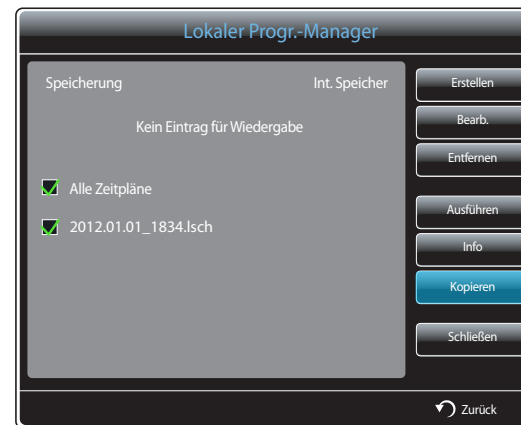 Lokaler Progr.-Manager
Speicherung Int. Speicher
Kein Eintrag für Wiedergabe
Alle Zeitpläne
2012.01.01_1834.lsch
Erstellen
Bearb.
Entfernen
Ausführen
Info
Kopieren
Schließen
Zurück